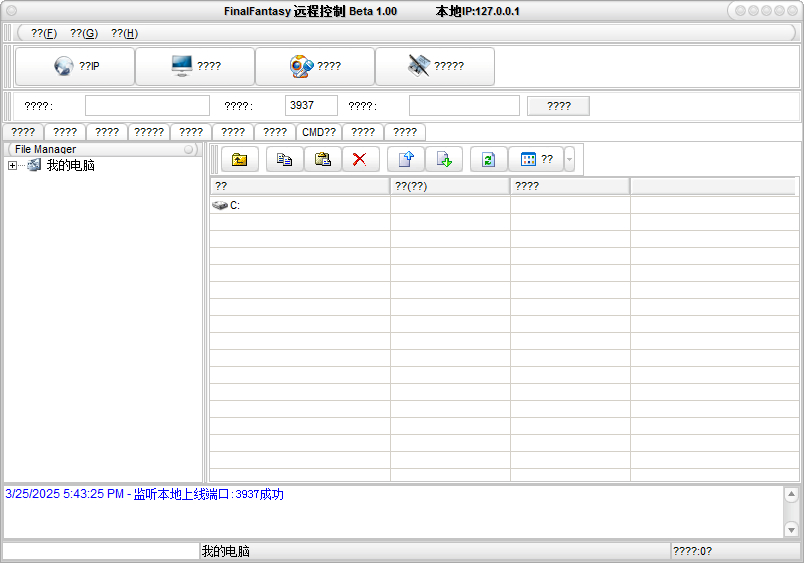 FinalFantasy 远程控制 Beta 1.00 本地IP:127.0.0.1
??(F) ??(G) ??(H)
??IP ???? ???? ?????
????: ????: 3937 ????: ????
???? ???? ???? ????? ???? ???? ???? CMD?? ???? ????
File Manager
我的电脑
??
?? ??(??) ????
C:
3/25/2025 5:43:25 PM - 监听本地上线端口:3937成功
我的电脑 ????:0?